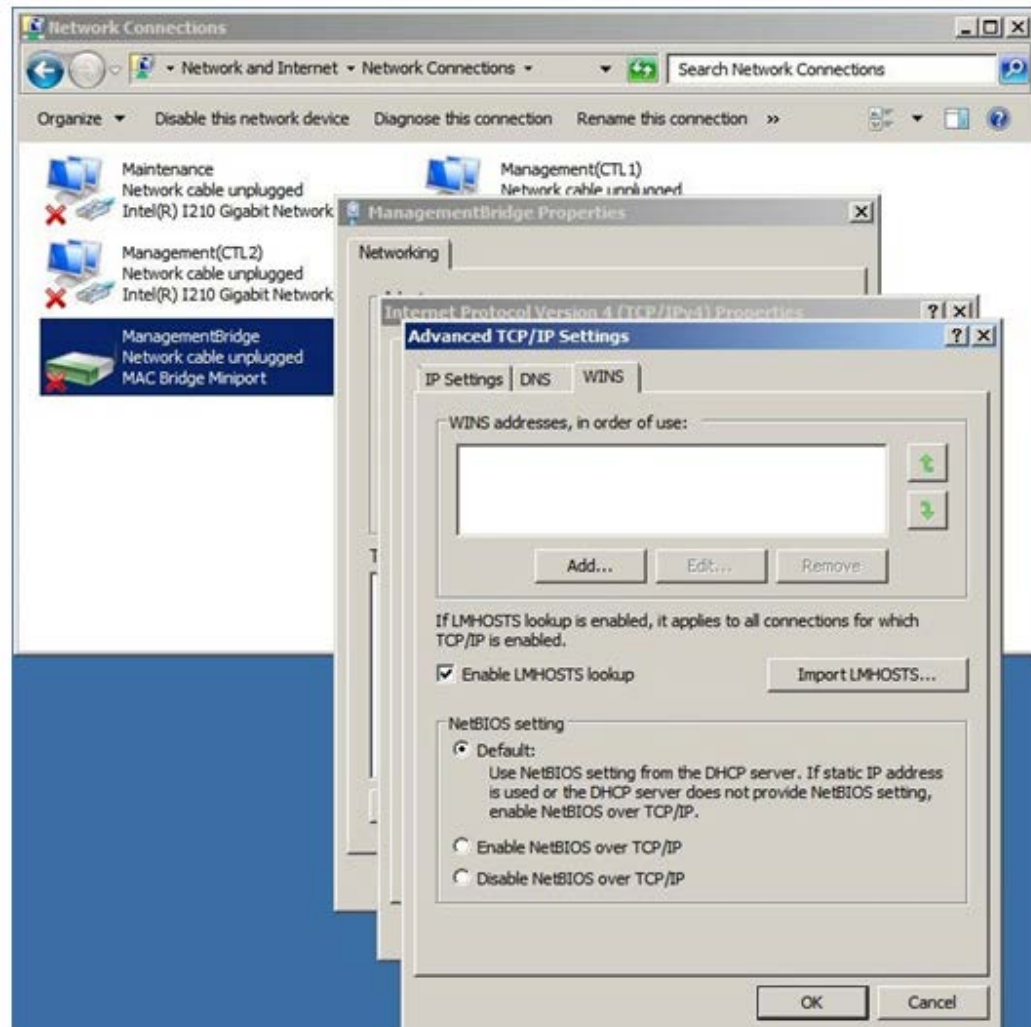 Network Connections
Network and Internet
Network Connections
Search Network Connections
Organize
Disable this network device
Diagnose this connection
Rename this connection
»
Maintenance
Network cable unplugged
Intel(R) I210 Gigabit Network
Management(CTL1)
Network cable unplugged
Management(CTL2)
Network cable unplugged
Intel(R) I210 Gigabit Network
ManagementBridge
Network cable unplugged
MAC Bridge Miniport
ManagementBridge Properties
Networking
Internet Protocol Version 4 (TCP/IPv4) Properties
Advanced TCP/IP Settings
IP Settings
DNS
WINS
WINS addresses, in order of use:
Add...
Edit...
Remove
If LMHOSTS lookup is enabled, it applies to all connections for which
TCP/IP is enabled.
Enable LMHOSTS lookup
Import LMHOSTS...
NetBIOS setting
Default:
Use NetBIOS setting from the DHCP server. If static IP address
is used or the DHCP server does not provide NetBIOS setting,
enable NetBIOS over TCP/IP.
Enable NetBIOS over TCP/IP
Disable NetBIOS over TCP/IP
OK
Cancel